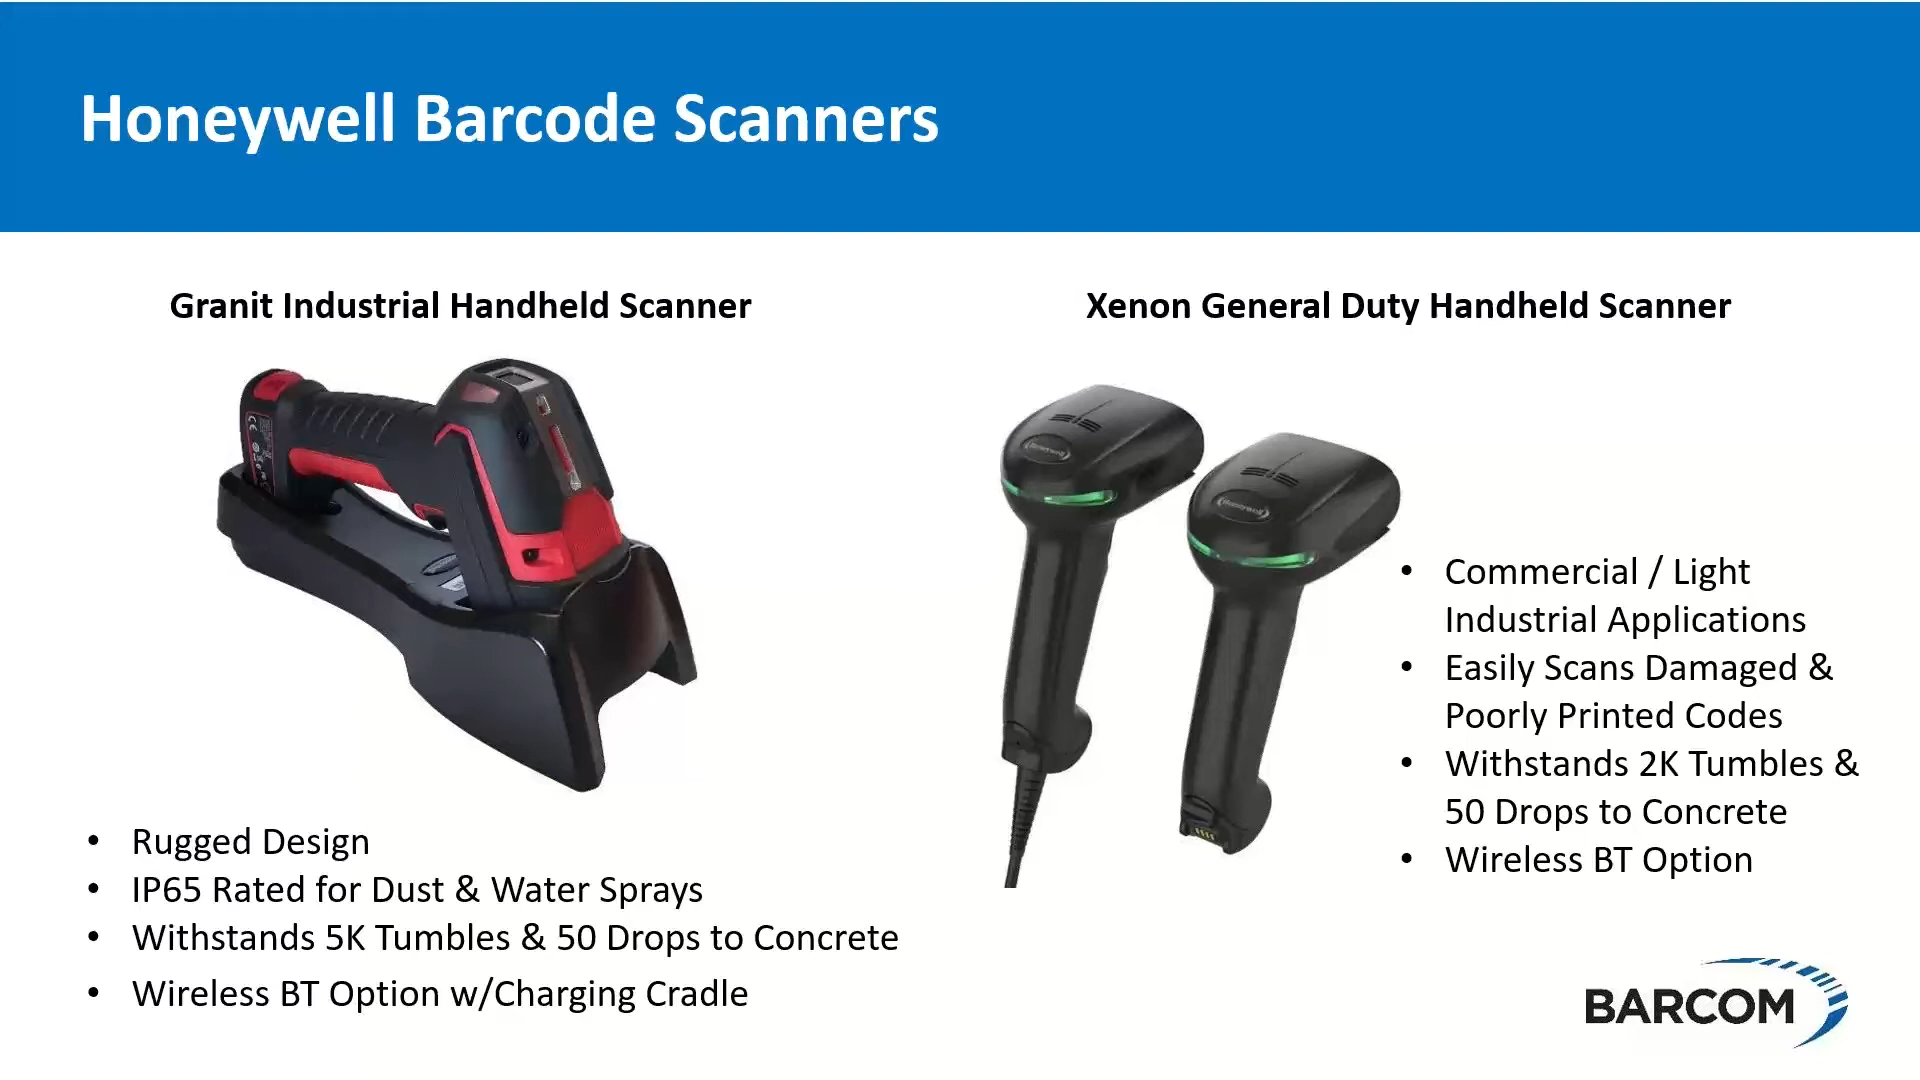 Honeywell Barcode Scanners
Granit Industrial Handheld Scanner
Xenon General Duty Handheld Scanner
Honeywell
Honeywell
• Commercial / Light
Industrial Applications
• Easily Scans Damaged &
Poorly Printed Codes
• Withstands 2K Tumbles &
50 Drops to Concrete
• Wireless BT Option
• Rugged Design
• IP65 Rated for Dust & Water Sprays
• Withstands 5K Tumbles & 50 Drops to Concrete
• Wireless BT Option w/Charging Cradle
BARCOM